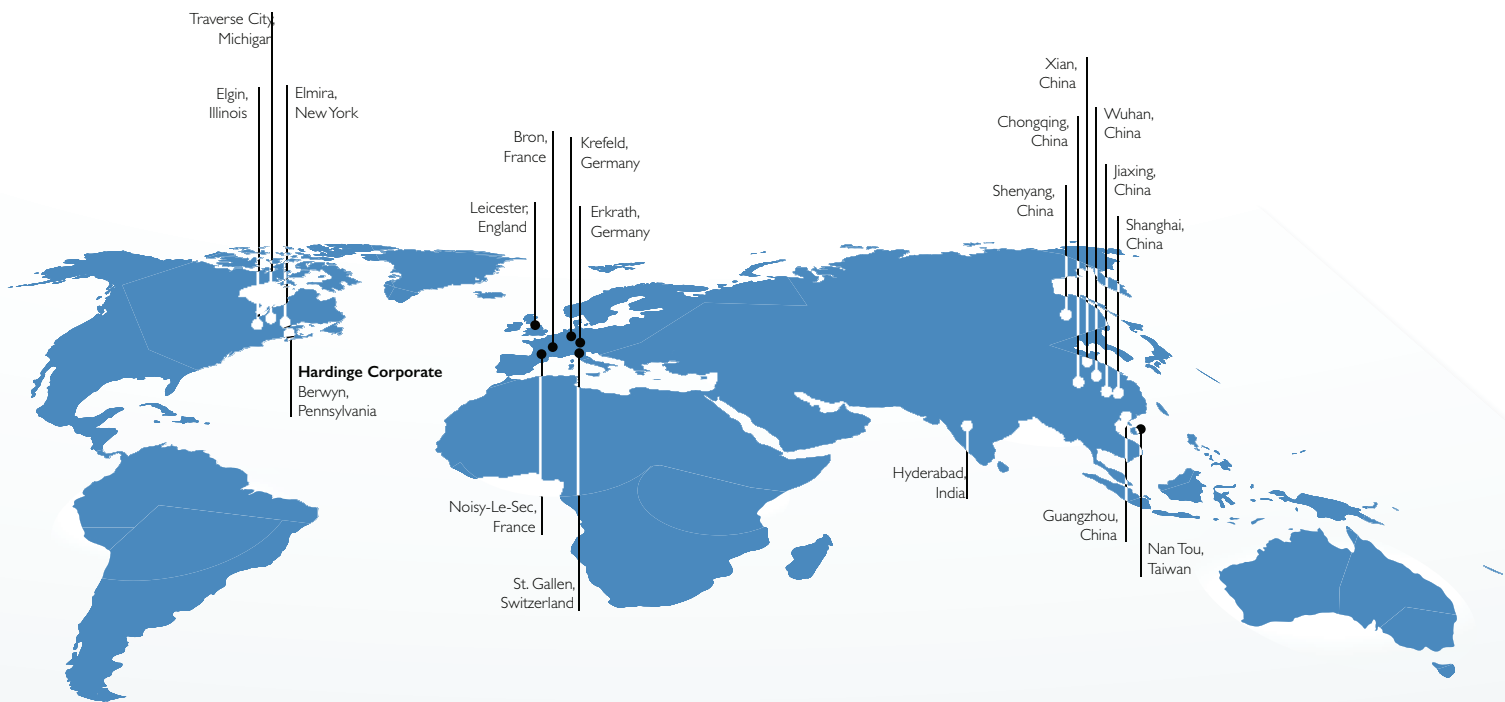 Traverse City,
Michigan
Elgin,
Illinois
Elmira,
New York
Hardinge Corporate
Berwyn,
Pennsylvania
Bron,
France
Krefeld,
Germany
Leicester,
England
Erkrath,
Germany
Noisy-Le-Sec,
France
St. Gallen,
Switzerland
Xian,
China
Chongqing,
China
Wuhan,
China
Shenyang,
China
Jiaxing,
China
Shanghai,
China
Hyderabad,
India
Guangzhou,
China
Nan Tou,
Taiwan